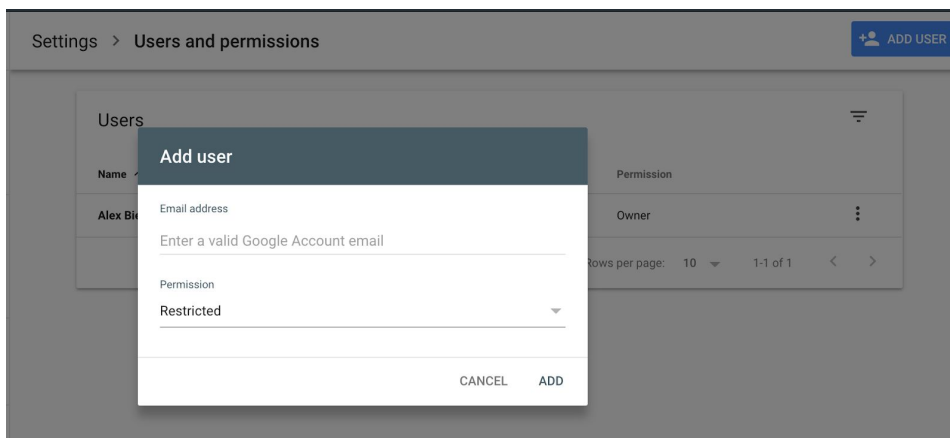 Settings > Users and permissions
ADD USER
Users
Name
Permission
Alex
Owner
Rows per page: 10
1-1 of 1
Add user
Email address
Enter a valid Google Account email
Permission
Restricted
CANCEL
ADD